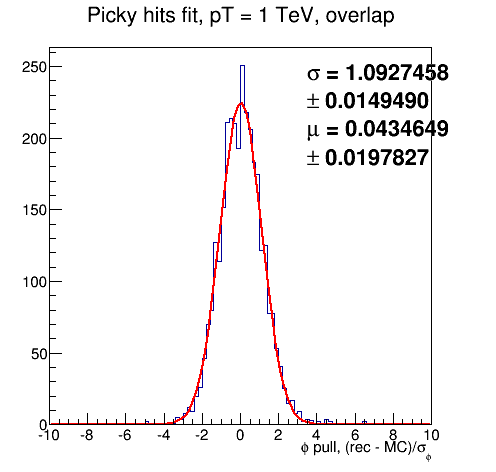 Picky hits fit, pT = 1 TeV, overlap
σ = 1.0927458
± 0.0149490
μ = 0.0434649
± 0.0197827
250
200
150
100
50
0
-10 -8 -6 -4 -2 0 2 4 6 8 10
ϕ pull, (rec - MC)/σ_ϕ